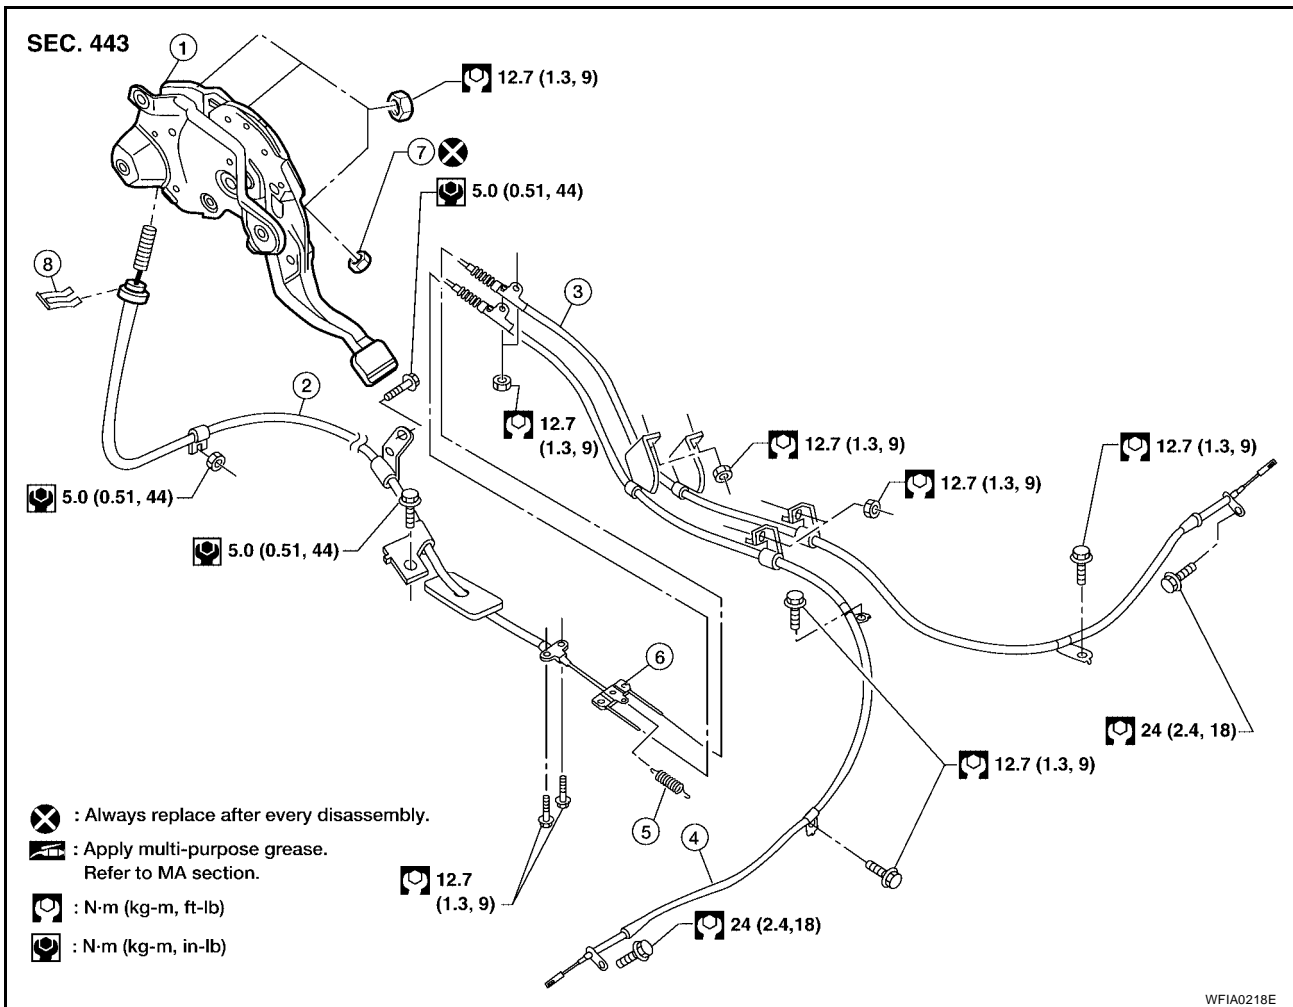 SEC. 443
1
12.7 (1.3, 9)
7
5.0 (0.51, 44)
8
3
2
12.7
(1.3, 9)
12.7 (1.3, 9)
12.7 (1.3, 9)
12.7 (1.3, 9)
5.0 (0.51, 44)
5.0 (0.51, 44)
6
24 (2.4, 18)
12.7 (1.3, 9)
5
4
12.7
(1.3, 9)
24 (2.4,18)
: Always replace after every disassembly.
: Apply multi-purpose grease.
Refer to MA section.
: N·m (kg-m, ft-lb)
: N·m (kg-m, in-lb)
WFIA0218E